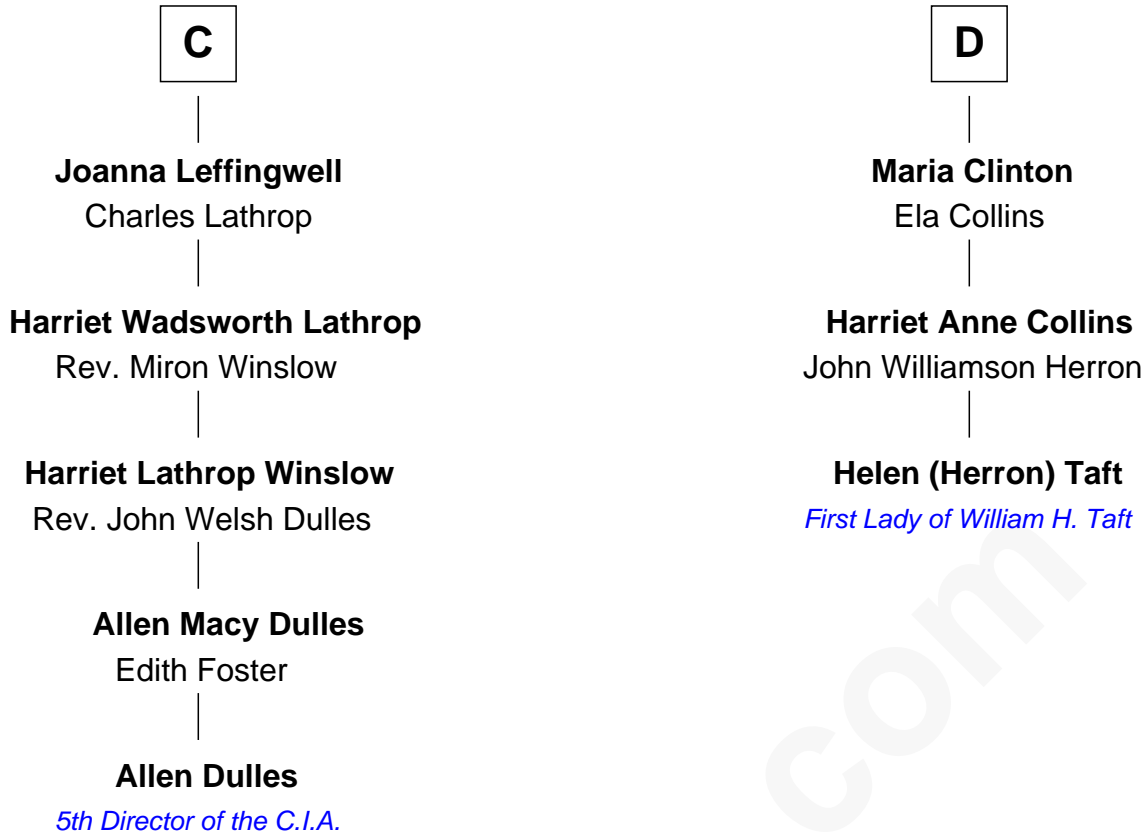 C
Joanna Leffingwell
Charles Lathrop
Harriet Wadsworth Lathrop
Rev. Miron Winslow
Harriet Lathrop Winslow
Rev. John Welsh Dulles
Allen Macy Dulles
Edith Foster
Allen Dulles
5th Director of the C.I.A.
D
Maria Clinton
Ela Collins
Harriet Anne Collins
John Williamson Herron
Helen (Herron) Taft
First Lady of William H. Taft
com